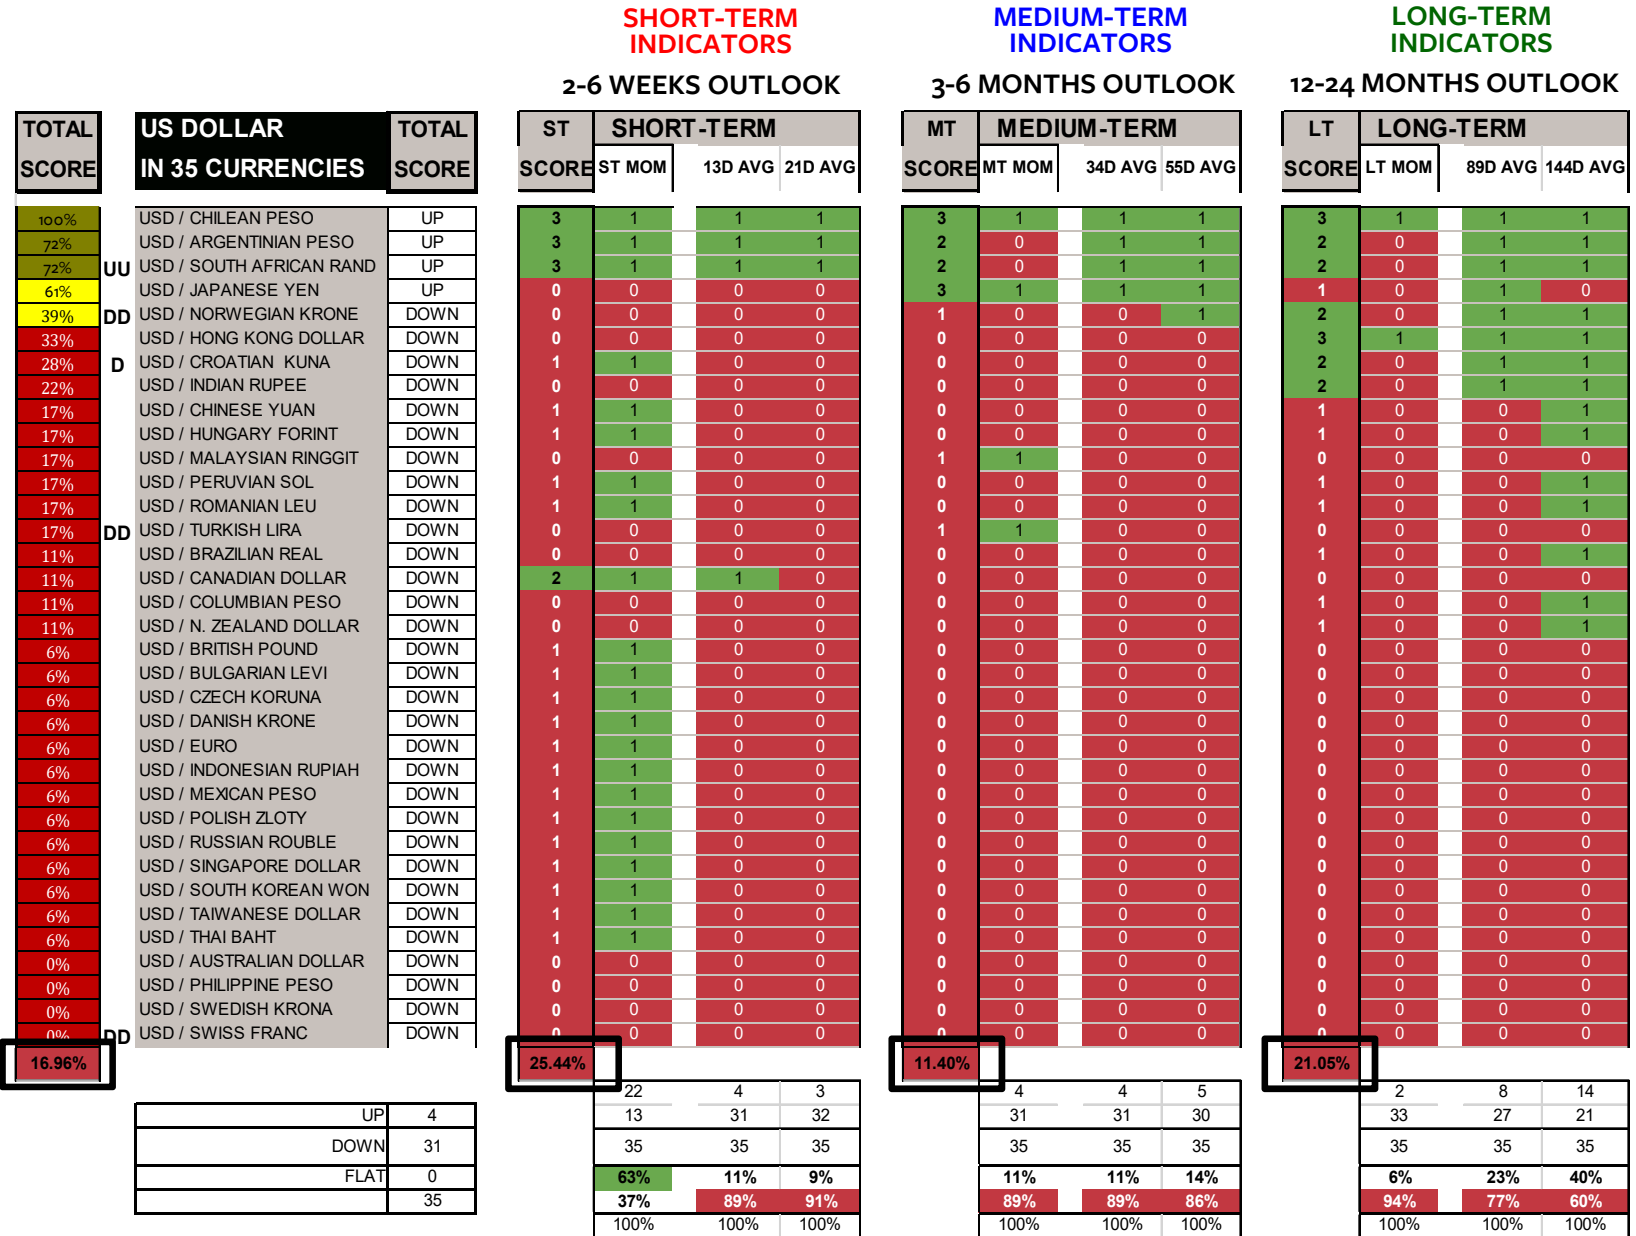 SHORT-TERM INDICATORS
MEDIUM-TERM INDICATORS
LONG-TERM INDICATORS
2-6 WEEKS OUTLOOK
3-6 MONTHS OUTLOOK
12-24 MONTHS OUTLOOK
TOTAL US DOLLAR TOTAL ST SHORT-TERM MT MEDIUM-TERM LT LONG-TERM
SCORE IN 35 CURRENCIES SCORE SCORE ST MOM 13D AVG 21D AVG SCORE MT MOM 34D AVG 55D AVG SCORE LT MOM 89D AVG 144D AVG
100% USD / CHILEAN PESO UP 3 1 1 1 3 1 1 1 3 1 1 1
72% USD / ARGENTINIAN PESO UP 3 1 1 1 2 0 1 1 2 0 1 1
72% UU USD / SOUTH AFRICAN RAND UP 3 1 1 1 2 0 1 1 2 0 1 1
61% USD / JAPANESE YEN UP 0 0 0 0 3 1 1 1 1 0 1 0
39% DD USD / NORWEGIAN KRONE DOWN 0 0 0 0 1 0 0 1 2 0 1 1
33% USD / HONG KONG DOLLAR DOWN 0 0 0 0 0 0 0 0 3 1 1 1
28% D USD / CROATIAN KUNA DOWN 1 1 0 0 0 0 0 0 2 0 1 1
22% USD / INDIAN RUPEE DOWN 0 0 0 0 0 0 0 0 2 0 1 1
17% USD / CHINESE YUAN DOWN 1 1 0 0 0 0 0 0 1 0 0 1
17% USD / HUNGARY FORINT DOWN 1 1 0 0 0 0 0 0 1 0 0 1
17% USD / MALAYSIAN RINGGIT DOWN 0 0 0 0 1 1 0 0 0 0 0 0
17% USD / PERUVIAN SOL DOWN 1 1 0 0 0 0 0 0 1 0 0 1
17% USD / ROMANIAN LEU DOWN 1 1 0 0 0 0 0 0 1 0 0 1
17% DD USD / TURKISH LIRA DOWN 0 0 0 0 1 1 0 0 0 0 0 0
11% USD / BRAZILIAN REAL DOWN 0 0 0 0 0 0 0 0 1 0 0 1
11% USD / CANADIAN DOLLAR DOWN 2 1 1 0 0 0 0 0 0 0 0 0
11% USD / COLUMBIAN PESO DOWN 0 0 0 0 0 0 0 0 1 0 0 1
11% USD / N. ZEALAND DOLLAR DOWN 0 0 0 0 0 0 0 0 1 0 0 1
6% USD / BRITISH POUND DOWN 1 1 0 0 0 0 0 0 0 0 0 0
6% USD / BULGARIAN LEVI DOWN 1 1 0 0 0 0 0 0 0 0 0 0
6% USD / CZECH KORUNA DOWN 1 1 0 0 0 0 0 0 0 0 0 0
6% USD / DANISH KRONE DOWN 1 1 0 0 0 0 0 0 0 0 0 0
6% USD / EURO DOWN 1 1 0 0 0 0 0 0 0 0 0 0
6% USD / INDONESIAN RUPIAH DOWN 1 1 0 0 0 0 0 0 0 0 0 0
6% USD / MEXICAN PESO DOWN 1 1 0 0 0 0 0 0 0 0 0 0
6% USD / POLISH ZLOTY DOWN 1 1 0 0 0 0 0 0 0 0 0 0
6% USD / RUSSIAN ROUBLE DOWN 1 1 0 0 0 0 0 0 0 0 0 0
6% USD / SINGAPORE DOLLAR DOWN 1 1 0 0 0 0 0 0 0 0 0 0
6% USD / SOUTH KOREAN WON DOWN 1 1 0 0 0 0 0 0 0 0 0 0
6% USD / TAIWANESE DOLLAR DOWN 1 1 0 0 0 0 0 0 0 0 0 0
6% USD / THAI BAHT DOWN 1 1 0 0 0 0 0 0 0 0 0 0
0% USD / AUSTRALIAN DOLLAR DOWN 0 0 0 0 0 0 0 0 0 0 0 0
0% USD / PHILIPPINE PESO DOWN 0 0 0 0 0 0 0 0 0 0 0 0
0% USD / SWEDISH KRONA DOWN 0 0 0 0 0 0 0 0 0 0 0 0
0% DD USD / SWISS FRANC DOWN 0 0 0 0 0 0 0 0 0 0 0 0
16.96% 25.44% 11.40% 21.05%
22 4 3 4 4 5 2 8 14
UP 4 13 31 32 31 31 30 33 27 21
DOWN 31 35 35 35 35 35 35 35 35 35
FLAT 0 63% 11% 9% 11% 11% 14% 6% 23% 40%
35 37% 89% 91% 89% 89% 86% 94% 77% 60%
100% 100% 100% 100% 100% 100% 100% 100% 100%